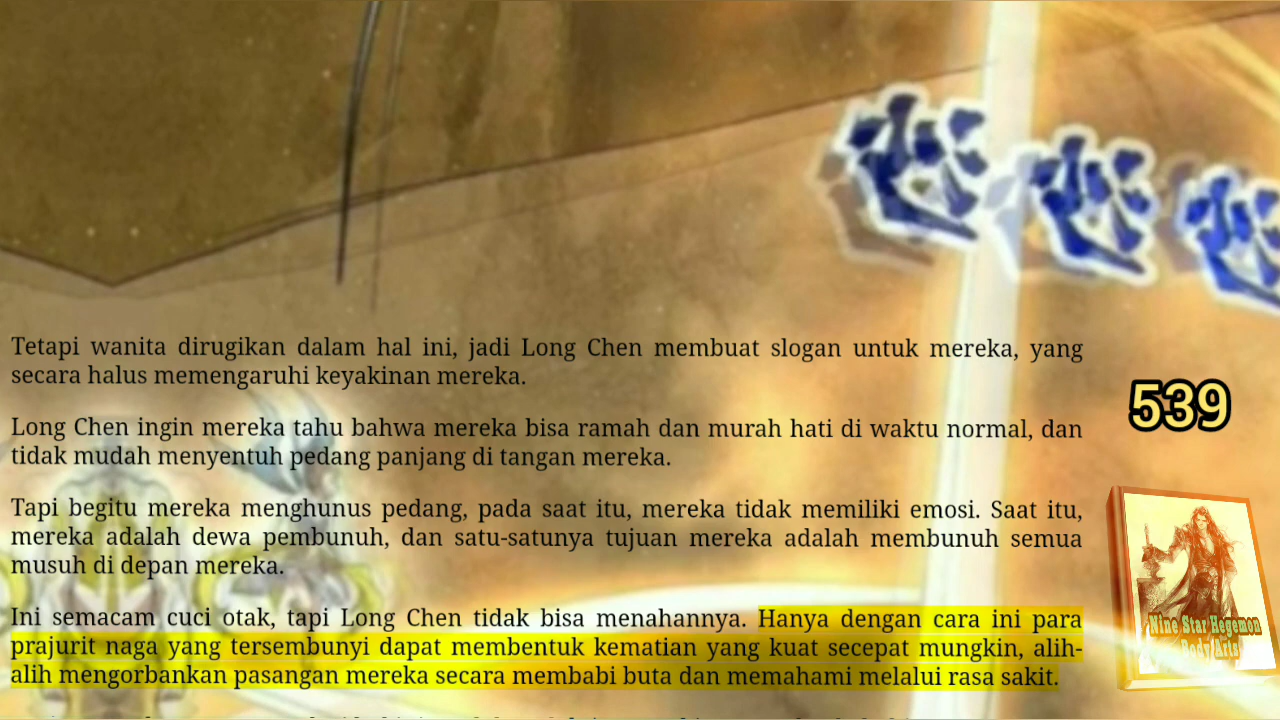 Tetapi wanita dirugikan dalam hal ini, jadi Long Chen membuat slogan untuk mereka, yang
secara halus memengaruhi keyakinan mereka.
Long Chen ingin mereka tahu bahwa mereka bisa ramah dan murah hati di waktu normal, dan
tidak mudah menyentuh pedang panjang di tangan mereka.
Tapi begitu mereka menghunus pedang, pada saat itu, mereka tidak memiliki emosi. Saat itu,
mereka adalah dewa pembunuh, dan satu-satunya tujuan mereka adalah membunuh semua
musuh di depan mereka.
Ini semacam cuci otak, tapi Long Chen tidak bisa menahannya. Hanya dengan cara ini para
prajurit naga yang tersembunyi dapat membentuk kematian yang kuat secepat mungkin, alih-
alih mengorbankan pasangan mereka secara membabi buta dan memahami melalui rasa sakit.
539
Nine Star Hegemon
Body Arts